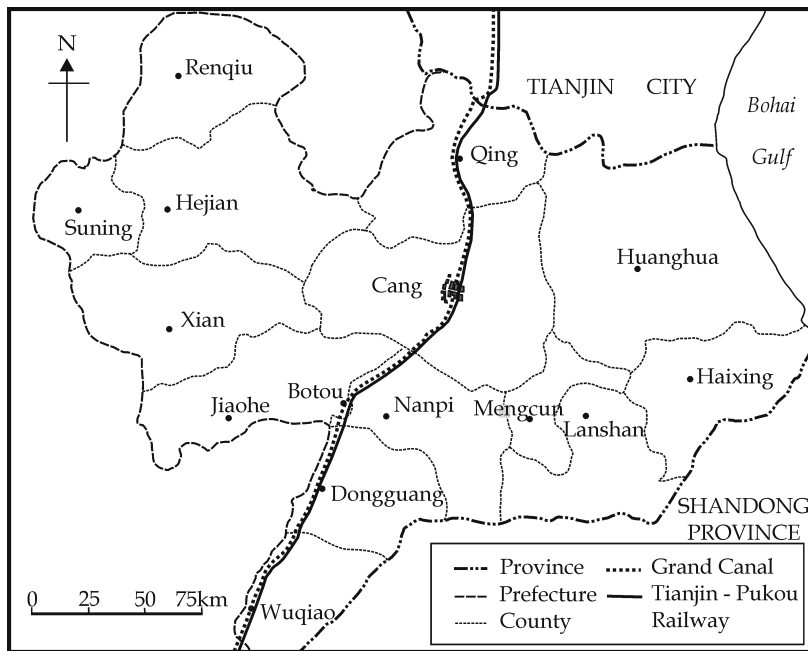 N
Renqiu
TIANJIN CITY
Bohai
Gulf
Qing
Suning
Hejian
Huanghua
Cang
Xian
Haixing
Jiaohe
Botou
Nanpi
Mengcun
Lanshan
Dongguang
SHANDONG
PROVINCE
Wuqiao
0 25 50 75km
Province
Prefecture
County
Grand Canal
Tianjin - Pukou
Railway